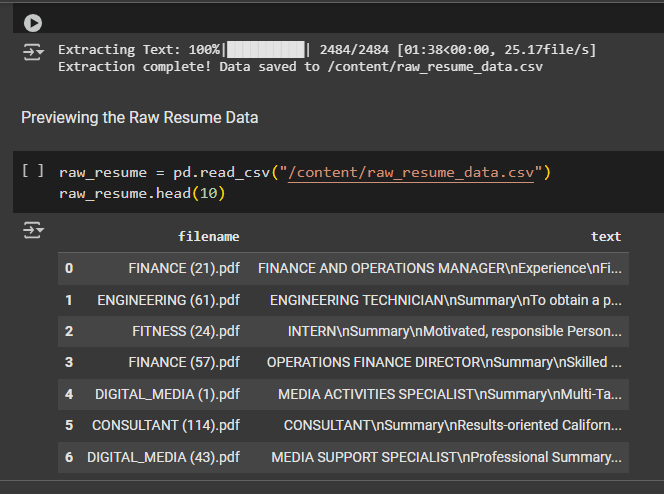 Extracting Text: 100%|██████████| 2484/2484 [01:38<00:00, 25.17file/s]
Extraction complete! Data saved to /content/raw_resume_data.csv
Previewing the Raw Resume Data
[ ] raw_resume = pd.read_csv("/content/raw_resume_data.csv")
raw_resume.head(10)
filename text
0 FINANCE (21).pdf FINANCE AND OPERATIONS MANAGER\nExperience\nFi...
1 ENGINEERING (61).pdf ENGINEERING TECHNICIAN\nSummary\nTo obtain a p...
2 FITNESS (24).pdf INTERN\nSummary\nMotivated, responsible Person...
3 FINANCE (57).pdf OPERATIONS FINANCE DIRECTOR\nSummary\nSkilled ...
4 DIGITAL_MEDIA (1).pdf MEDIA ACTIVITIES SPECIALIST\nSummary\nMulti-Ta...
5 CONSULTANT (114).pdf CONSULTANT\nSummary\nResults-oriented Californ...
6 DIGITAL_MEDIA (43).pdf MEDIA SUPPORT SPECIALIST\nProfessional Summary...